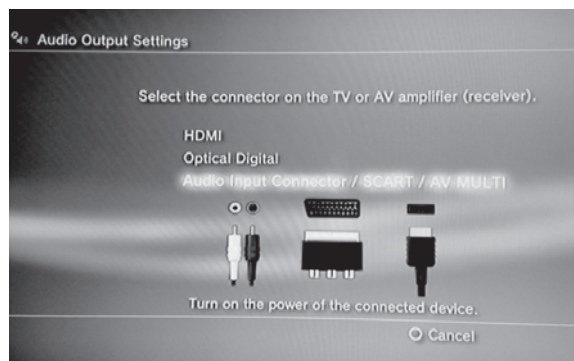 Audio Output Settings
Select the connector on the TV or AV amplifier (receiver).
HDMI
Optical Digital
Audio Input Connector / SCART / AV MULTI
Turn on the power of the connected device.
Cancel